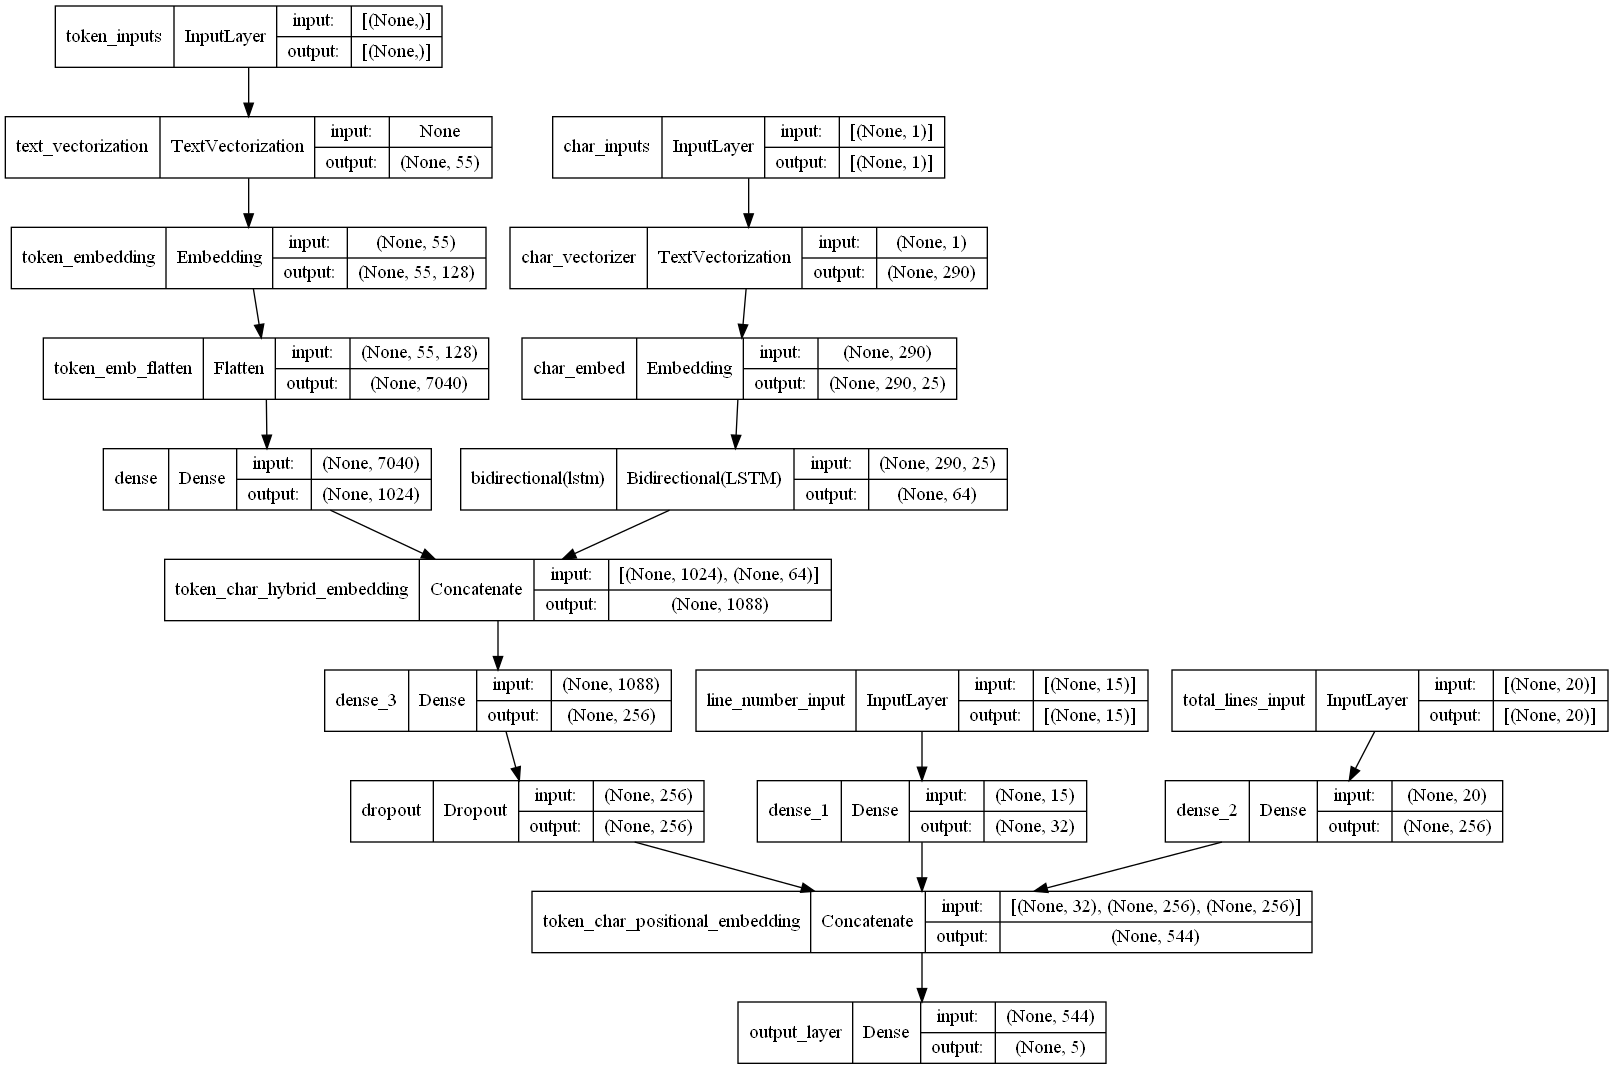 token_inputs InputLayer input: [(None,)]
output: [(None,)]
text_vectorization TextVectorization input: None
output: (None, 55)
char_inputs InputLayer input: [(None, 1)]
output: [(None, 1)]
token_embedding Embedding input: (None, 55)
output: (None, 55, 128)
char_vectorizer TextVectorization input: (None, 1)
output: (None, 290)
token_emb_flatten Flatten input: (None, 55, 128)
output: (None, 7040)
char_embed Embedding input: (None, 290)
output: (None, 290, 25)
dense Dense input: (None, 7040)
output: (None, 1024)
bidirectional(lstm) Bidirectional(LSTM) input: (None, 290, 25)
output: (None, 64)
token_char_hybrid_embedding Concatenate input: [(None, 1024), (None, 64)]
output: (None, 1088)
dense_3 Dense input: (None, 1088)
output: (None, 256)
line_number_input InputLayer input: [(None, 15)]
output: [(None, 15)]
total_lines_input InputLayer input: [(None, 20)]
output: [(None, 20)]
dropout Dropout input: (None, 256)
output: (None, 256)
dense_1 Dense input: (None, 15)
output: (None, 32)
dense_2 Dense input: (None, 20)
output: (None, 256)
token_char_positional_embedding Concatenate input: [(None, 32), (None, 256), (None, 256)]
output: (None, 544)
output_layer Dense input: (None, 544)
output: (None, 5)